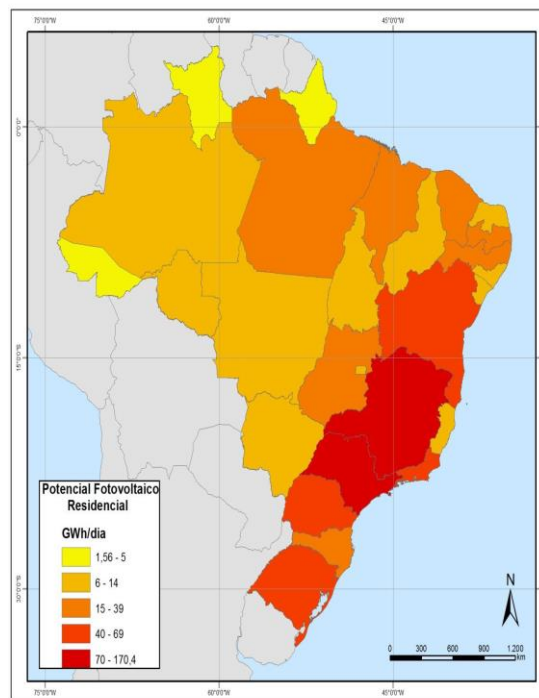 75°0'0"W 60°0'0"W 45°0'0"W
0°0'0"
15°0'0"S
30°0'0"S
Potencial Fotovoltaico
Residencial
GWh/dia
1,56 - 5
6 - 14
15 - 39
40 - 69
70 - 170,4
N
0 300 600 900 1.200
km
75°0'0"W 60°0'0"W 45°0'0"W